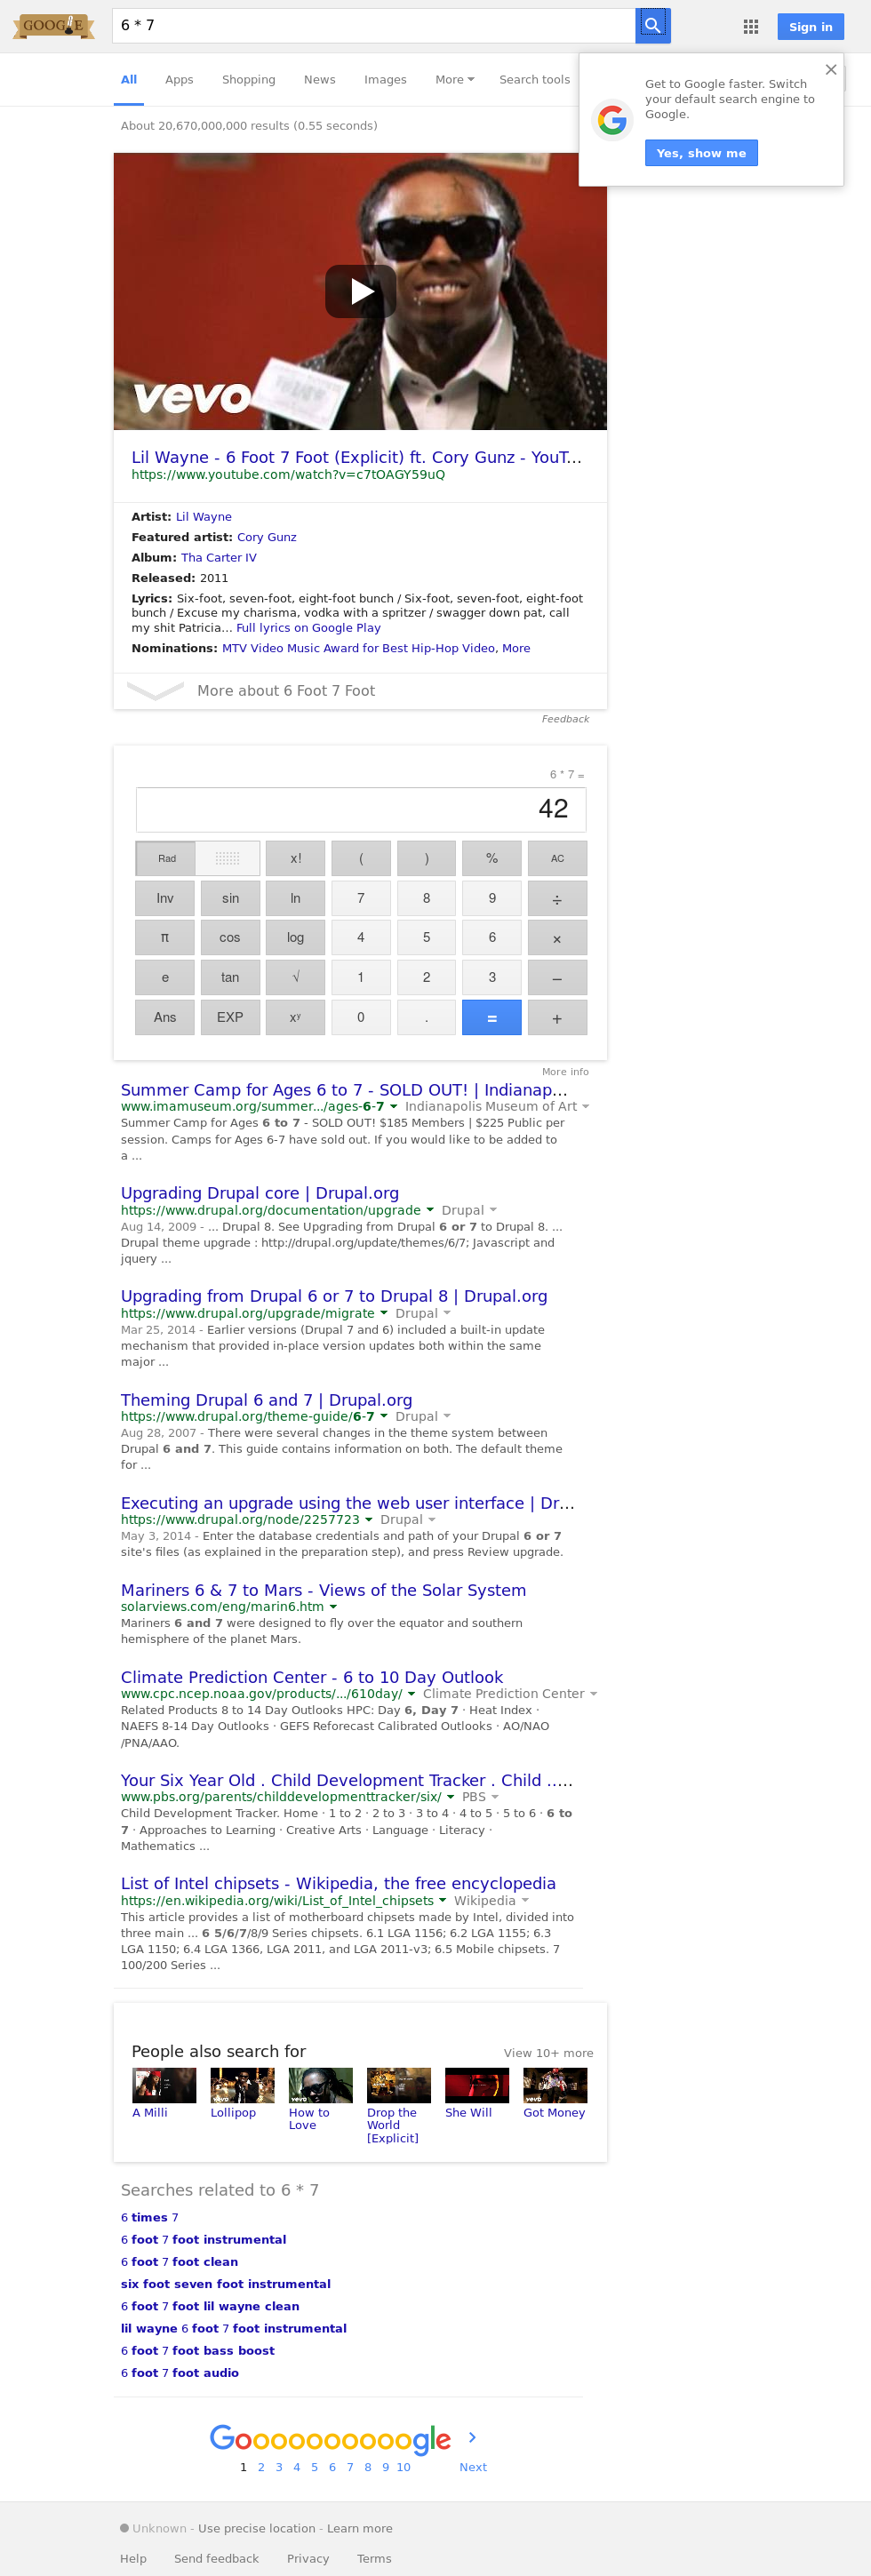 GOOGLE
6 * 7
Sign in
All Apps Shopping News Images More Search tools
Get to Google faster. Switch
your default search engine to
Google.
Yes, show me
About 20,670,000,000 results (0.55 seconds)
vevo
Lil Wayne - 6 Foot 7 Foot (Explicit) ft. Cory Gunz - YouT...
https://www.youtube.com/watch?v=c7tOAGY59uQ
Artist: Lil Wayne
Featured artist: Cory Gunz
Album: Tha Carter IV
Released: 2011
Lyrics: Six-foot, seven-foot, eight-foot bunch / Six-foot, seven-foot, eight-foot
bunch / Excuse my charisma, vodka with a spritzer / swagger down pat, call
my shit Patricia… Full lyrics on Google Play
Nominations: MTV Video Music Award for Best Hip-Hop Video, More
More about 6 Foot 7 Foot
Feedback
6 * 7 =
42
Rad x! ( ) % AC
Inv sin ln 7 8 9 ÷
π cos log 4 5 6 ×
e tan √ 1 2 3 −
Ans EXP xʸ 0 . = +
More info
Summer Camp for Ages 6 to 7 - SOLD OUT! | Indianap...
www.imamuseum.org/summer.../ages-6-7 Indianapolis Museum of Art
Summer Camp for Ages 6 to 7 - SOLD OUT! $185 Members | $225 Public per
session. Camps for Ages 6-7 have sold out. If you would like to be added to
a ...
Upgrading Drupal core | Drupal.org
https://www.drupal.org/documentation/upgrade Drupal
Aug 14, 2009 - ... Drupal 8. See Upgrading from Drupal 6 or 7 to Drupal 8. ...
Drupal theme upgrade : http://drupal.org/update/themes/6/7; Javascript and
jquery ...
Upgrading from Drupal 6 or 7 to Drupal 8 | Drupal.org
https://www.drupal.org/upgrade/migrate Drupal
Mar 25, 2014 - Earlier versions (Drupal 7 and 6) included a built-in update
mechanism that provided in-place version updates both within the same
major ...
Theming Drupal 6 and 7 | Drupal.org
https://www.drupal.org/theme-guide/6-7 Drupal
Aug 28, 2007 - There were several changes in the theme system between
Drupal 6 and 7. This guide contains information on both. The default theme
for ...
Executing an upgrade using the web user interface | Dr...
https://www.drupal.org/node/2257723 Drupal
May 3, 2014 - Enter the database credentials and path of your Drupal 6 or 7
site's files (as explained in the preparation step), and press Review upgrade.
Mariners 6 & 7 to Mars - Views of the Solar System
solarviews.com/eng/marin6.htm
Mariners 6 and 7 were designed to fly over the equator and southern
hemisphere of the planet Mars.
Climate Prediction Center - 6 to 10 Day Outlook
www.cpc.ncep.noaa.gov/products/.../610day/ Climate Prediction Center
Related Products 8 to 14 Day Outlooks HPC: Day 6, Day 7 · Heat Index ·
NAEFS 8-14 Day Outlooks · GEFS Reforecast Calibrated Outlooks · AO/NAO
/PNA/AAO.
Your Six Year Old . Child Development Tracker . Child .....
www.pbs.org/parents/childdevelopmenttracker/six/ PBS
Child Development Tracker. Home · 1 to 2 · 2 to 3 · 3 to 4 · 4 to 5 · 5 to 6 · 6 to
7 · Approaches to Learning · Creative Arts · Language · Literacy ·
Mathematics ...
List of Intel chipsets - Wikipedia, the free encyclopedia
https://en.wikipedia.org/wiki/List_of_Intel_chipsets Wikipedia
This article provides a list of motherboard chipsets made by Intel, divided into
three main ... 6 5/6/7/8/9 Series chipsets. 6.1 LGA 1156; 6.2 LGA 1155; 6.3
LGA 1150; 6.4 LGA 1366, LGA 2011, and LGA 2011-v3; 6.5 Mobile chipsets. 7
100/200 Series ...
People also search for
View 10+ more
A Milli
Lollipop
How to
Love
Drop the
World
[Explicit]
She Will
Got Money
Searches related to 6 * 7
6 times 7
6 foot 7 foot instrumental
6 foot 7 foot clean
six foot seven foot instrumental
6 foot 7 foot lil wayne clean
lil wayne 6 foot 7 foot instrumental
6 foot 7 foot bass boost
6 foot 7 foot audio
Goooooooooogle
1 2 3 4 5 6 7 8 9 10 Next
Unknown - Use precise location - Learn more
Help Send feedback Privacy Terms